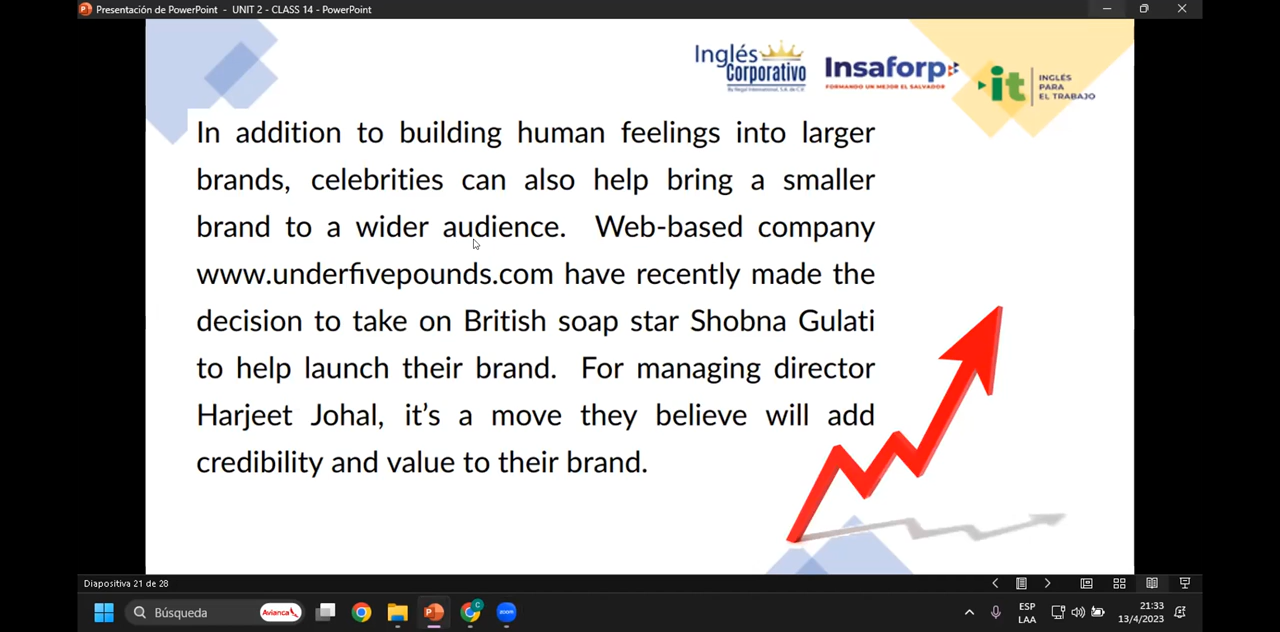 Presentación de PowerPoint - UNIT 2 - CLASS 14 - PowerPoint
Inglés
Corporativo
Insaforp
FORMANDO UN MEJOR EL SALVADOR
it
INGLÉS
PARA
EL TRABAJO
In addition to building human feelings into larger
brands, celebrities can also help bring a smaller
brand to a wider audience. Web-based company
www.underfivepounds.com have recently made the
decision to take on British soap star Shobna Gulati
to help launch their brand. For managing director
Harjeet Johal, it's a move they believe will add
credibility and value to their brand.
Diapositiva 21 de 28
Búsqueda
Avianca
zoom
ESP
LAA
21:33
13/4/2023